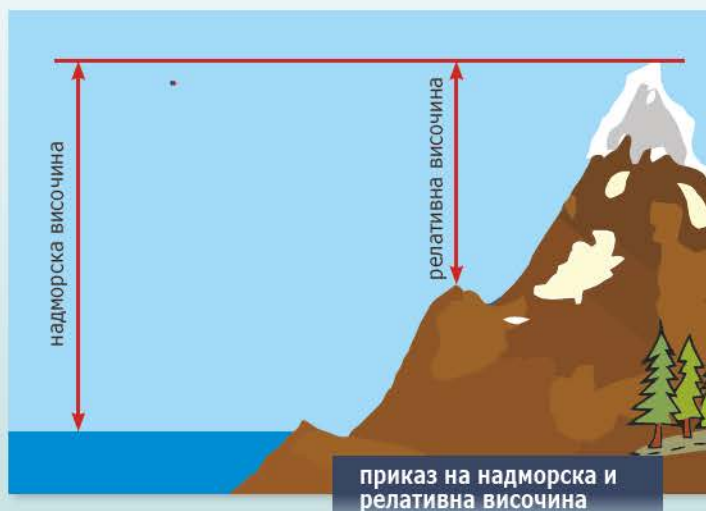 надморска височина
релативна височина
приказ на надморска и
релативна височина